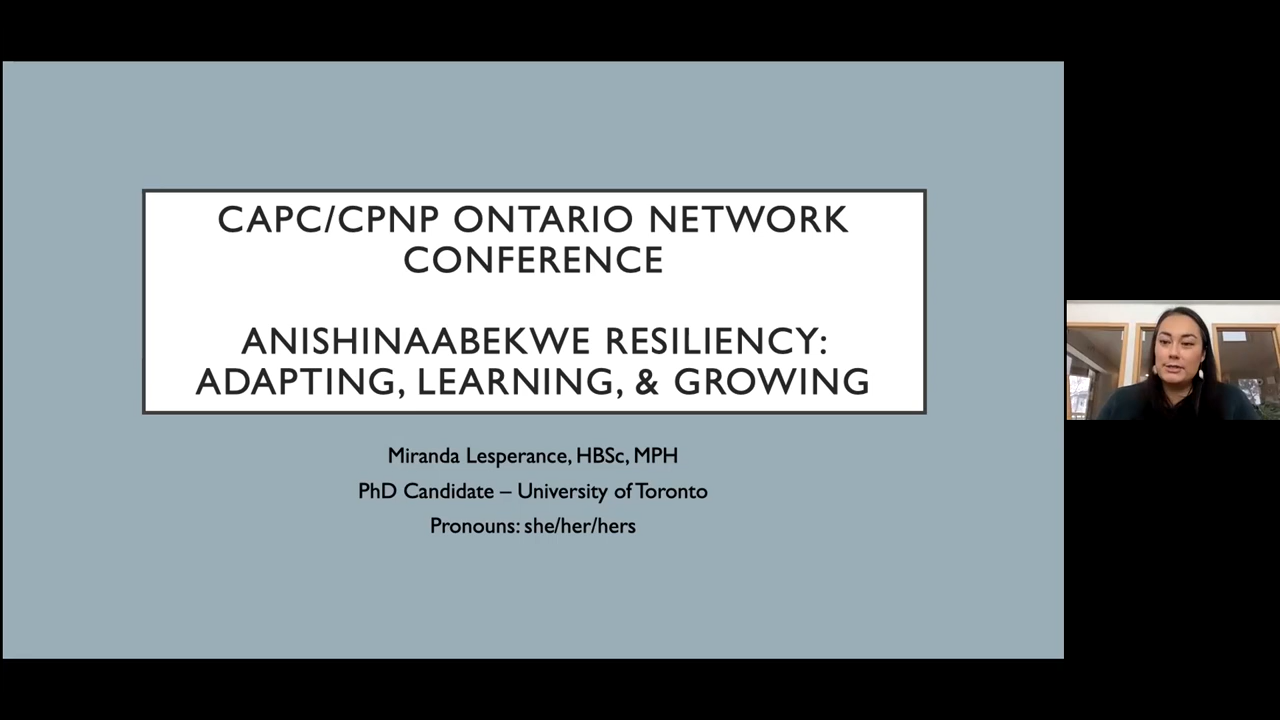 CAPC/CPNP ONTARIO NETWORK
CONFERENCE
ANISHINAABEKWE RESILIENCY:
ADAPTING, LEARNING, & GROWING
Miranda Lesperance, HBSc, MPH
PhD Candidate – University of Toronto
Pronouns: she/her/hers